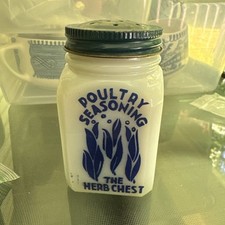 POULTRY
SEASONING
THE
HERB CHEST